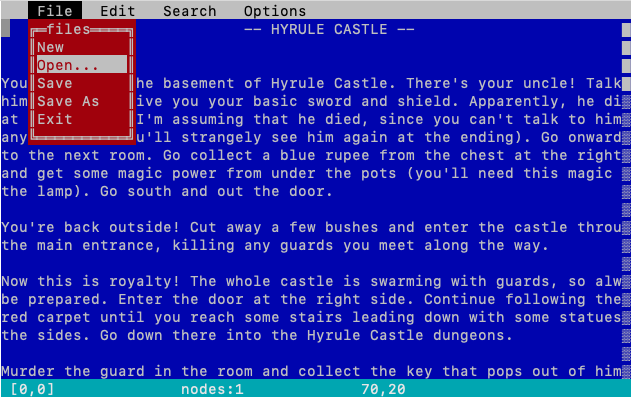 File Edit Search Options
files -- HYRULE CASTLE --
New
Open...
You he basement of Hyrule Castle. There's your uncle! Talk
Save
him ive you your basic sword and shield. Apparently, he di
Save As
at I'm assuming that he died, since you can't talk to him
Exit
any u'll strangely see him again at the ending). Go onward
to the next room. Go collect a blue rupee from the chest at the right
and get some magic power from under the pots (you'll need this magic
the lamp). Go south and out the door.
You're back outside! Cut away a few bushes and enter the castle throu
the main entrance, killing any guards you meet along the way.
Now this is royalty! The whole castle is swarming with guards, so alw
be prepared. Enter the door at the right side. Continue following the
red carpet until you reach some stairs leading down with some statues
the sides. Go down there into the Hyrule Castle dungeons.
Murder the guard in the room and collect the key that pops out of him
[0,0] nodes:1 70,20